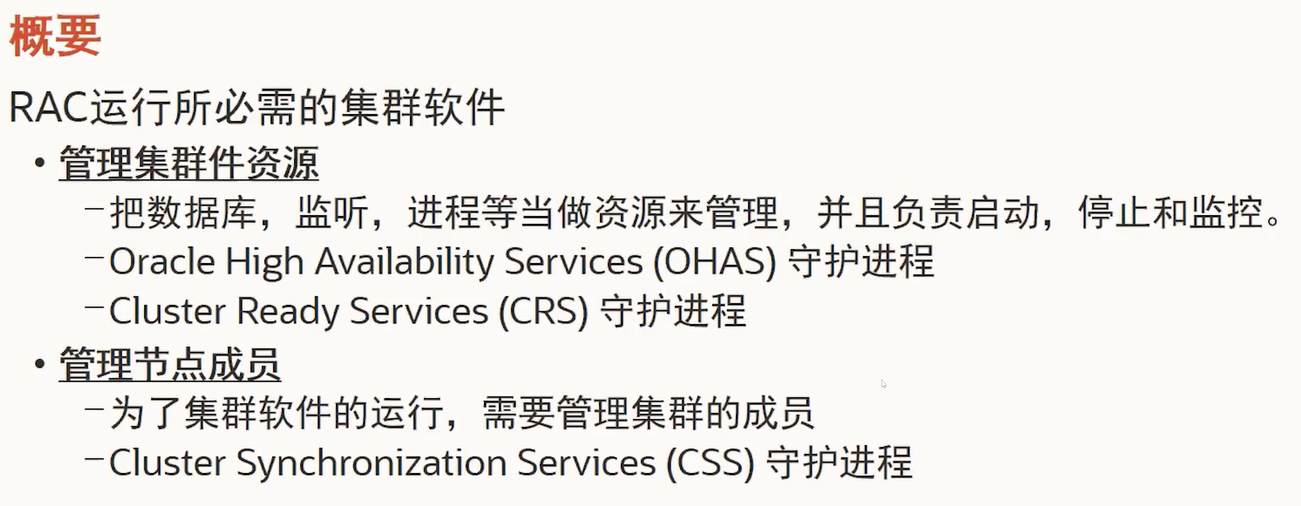 概要
RAC运行所必需的集群软件
• 管理集群件资源
–把数据库，监听，进程等当做资源来管理，并且负责启动，停止和监控。
–Oracle High Availability Services (OHAS) 守护进程
–Cluster Ready Services (CRS) 守护进程
• 管理节点成员
–为了集群软件的运行，需要管理集群的成员
–Cluster Synchronization Services (CSS) 守护进程